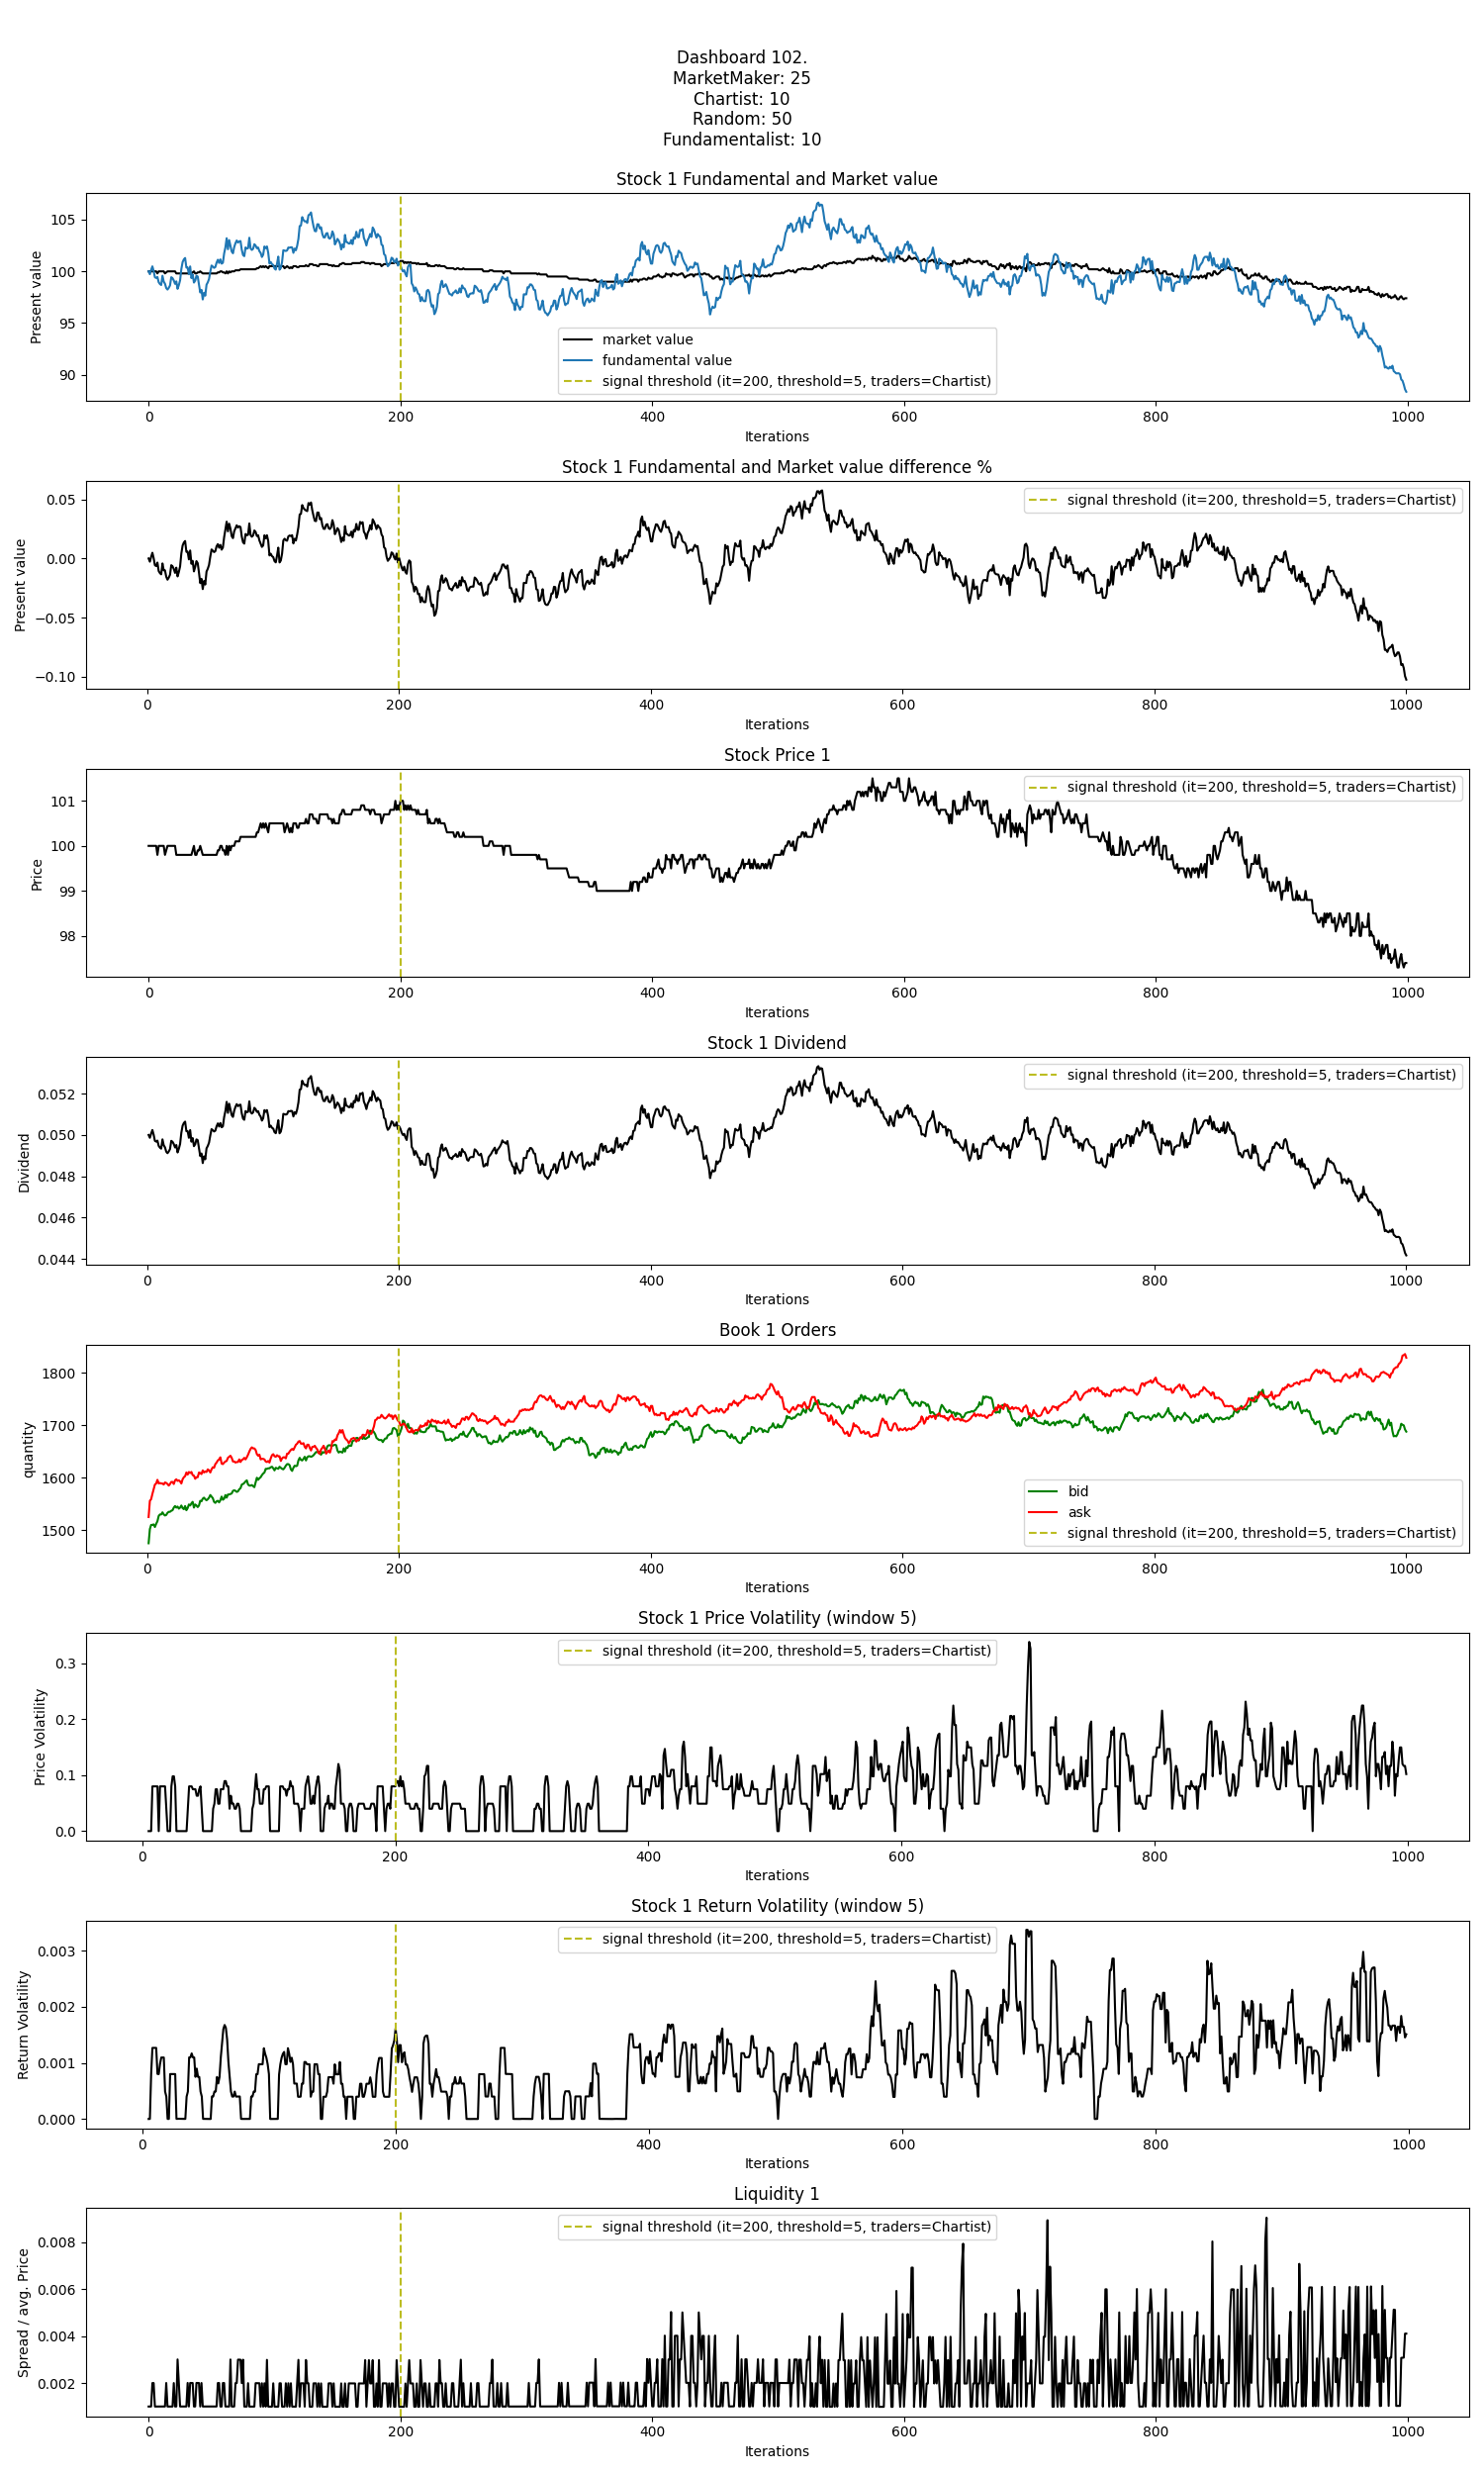 Dashboard 102.
MarketMaker: 25
Chartist: 10
Random: 50
Fundamentalist: 10
Stock 1 Fundamental and Market value
Present value
105
100
95
90
market value
fundamental value
signal threshold (it=200, threshold=5, traders=Chartist)
0 200 400 600 800 1000
Iterations
Stock 1 Fundamental and Market value difference %
Present value
0.05
0.00
−0.05
−0.10
signal threshold (it=200, threshold=5, traders=Chartist)
0 200 400 600 800 1000
Iterations
Stock Price 1
Price
101
100
99
98
signal threshold (it=200, threshold=5, traders=Chartist)
0 200 400 600 800 1000
Iterations
Stock 1 Dividend
Dividend
0.052
0.050
0.048
0.046
0.044
signal threshold (it=200, threshold=5, traders=Chartist)
0 200 400 600 800 1000
Iterations
Book 1 Orders
quantity
1800
1700
1600
1500
bid
ask
signal threshold (it=200, threshold=5, traders=Chartist)
0 200 400 600 800 1000
Iterations
Stock 1 Price Volatility (window 5)
Price Volatility
0.3
0.2
0.1
0.0
signal threshold (it=200, threshold=5, traders=Chartist)
0 200 400 600 800 1000
Iterations
Stock 1 Return Volatility (window 5)
Return Volatility
0.003
0.002
0.001
0.000
signal threshold (it=200, threshold=5, traders=Chartist)
0 200 400 600 800 1000
Iterations
Liquidity 1
Spread / avg. Price
0.008
0.006
0.004
0.002
signal threshold (it=200, threshold=5, traders=Chartist)
0 200 400 600 800 1000
Iterations